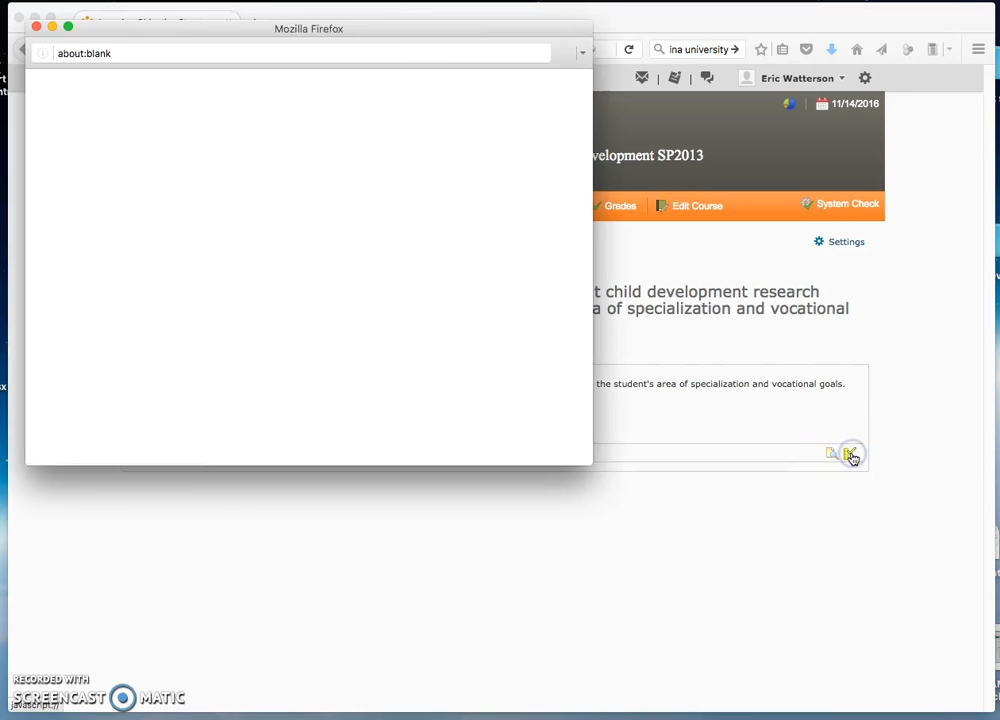 Mozilla Firefox
about:blank
ina university
Eric Watterson
11/14/2016
velopment SP2013
Grades
Edit Course
System Check
Settings
t child development research
a of specialization and vocational
the student's area of specialization and vocational goals.
RECORDED WITH
SCREENCAST MATIC
javascript://